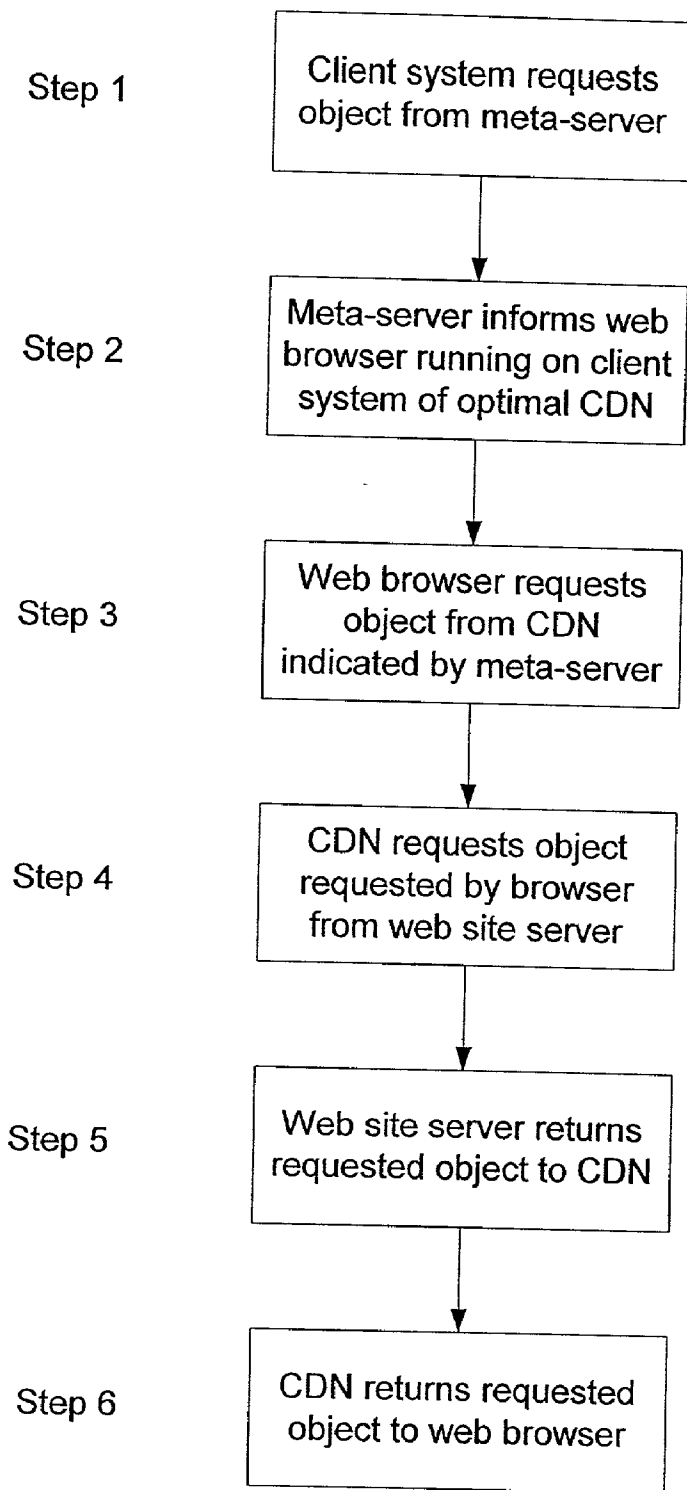 Step 1
Client system requests
object from meta-server
Step 2
Meta-server informs web
browser running on client
system of optimal CDN
Step 3
Web browser requests
object from CDN
indicated by meta-server
Step 4
CDN requests object
requested by browser
from web site server
Step 5
Web site server returns
requested object to CDN
Step 6
CDN returns requested
object to web browser